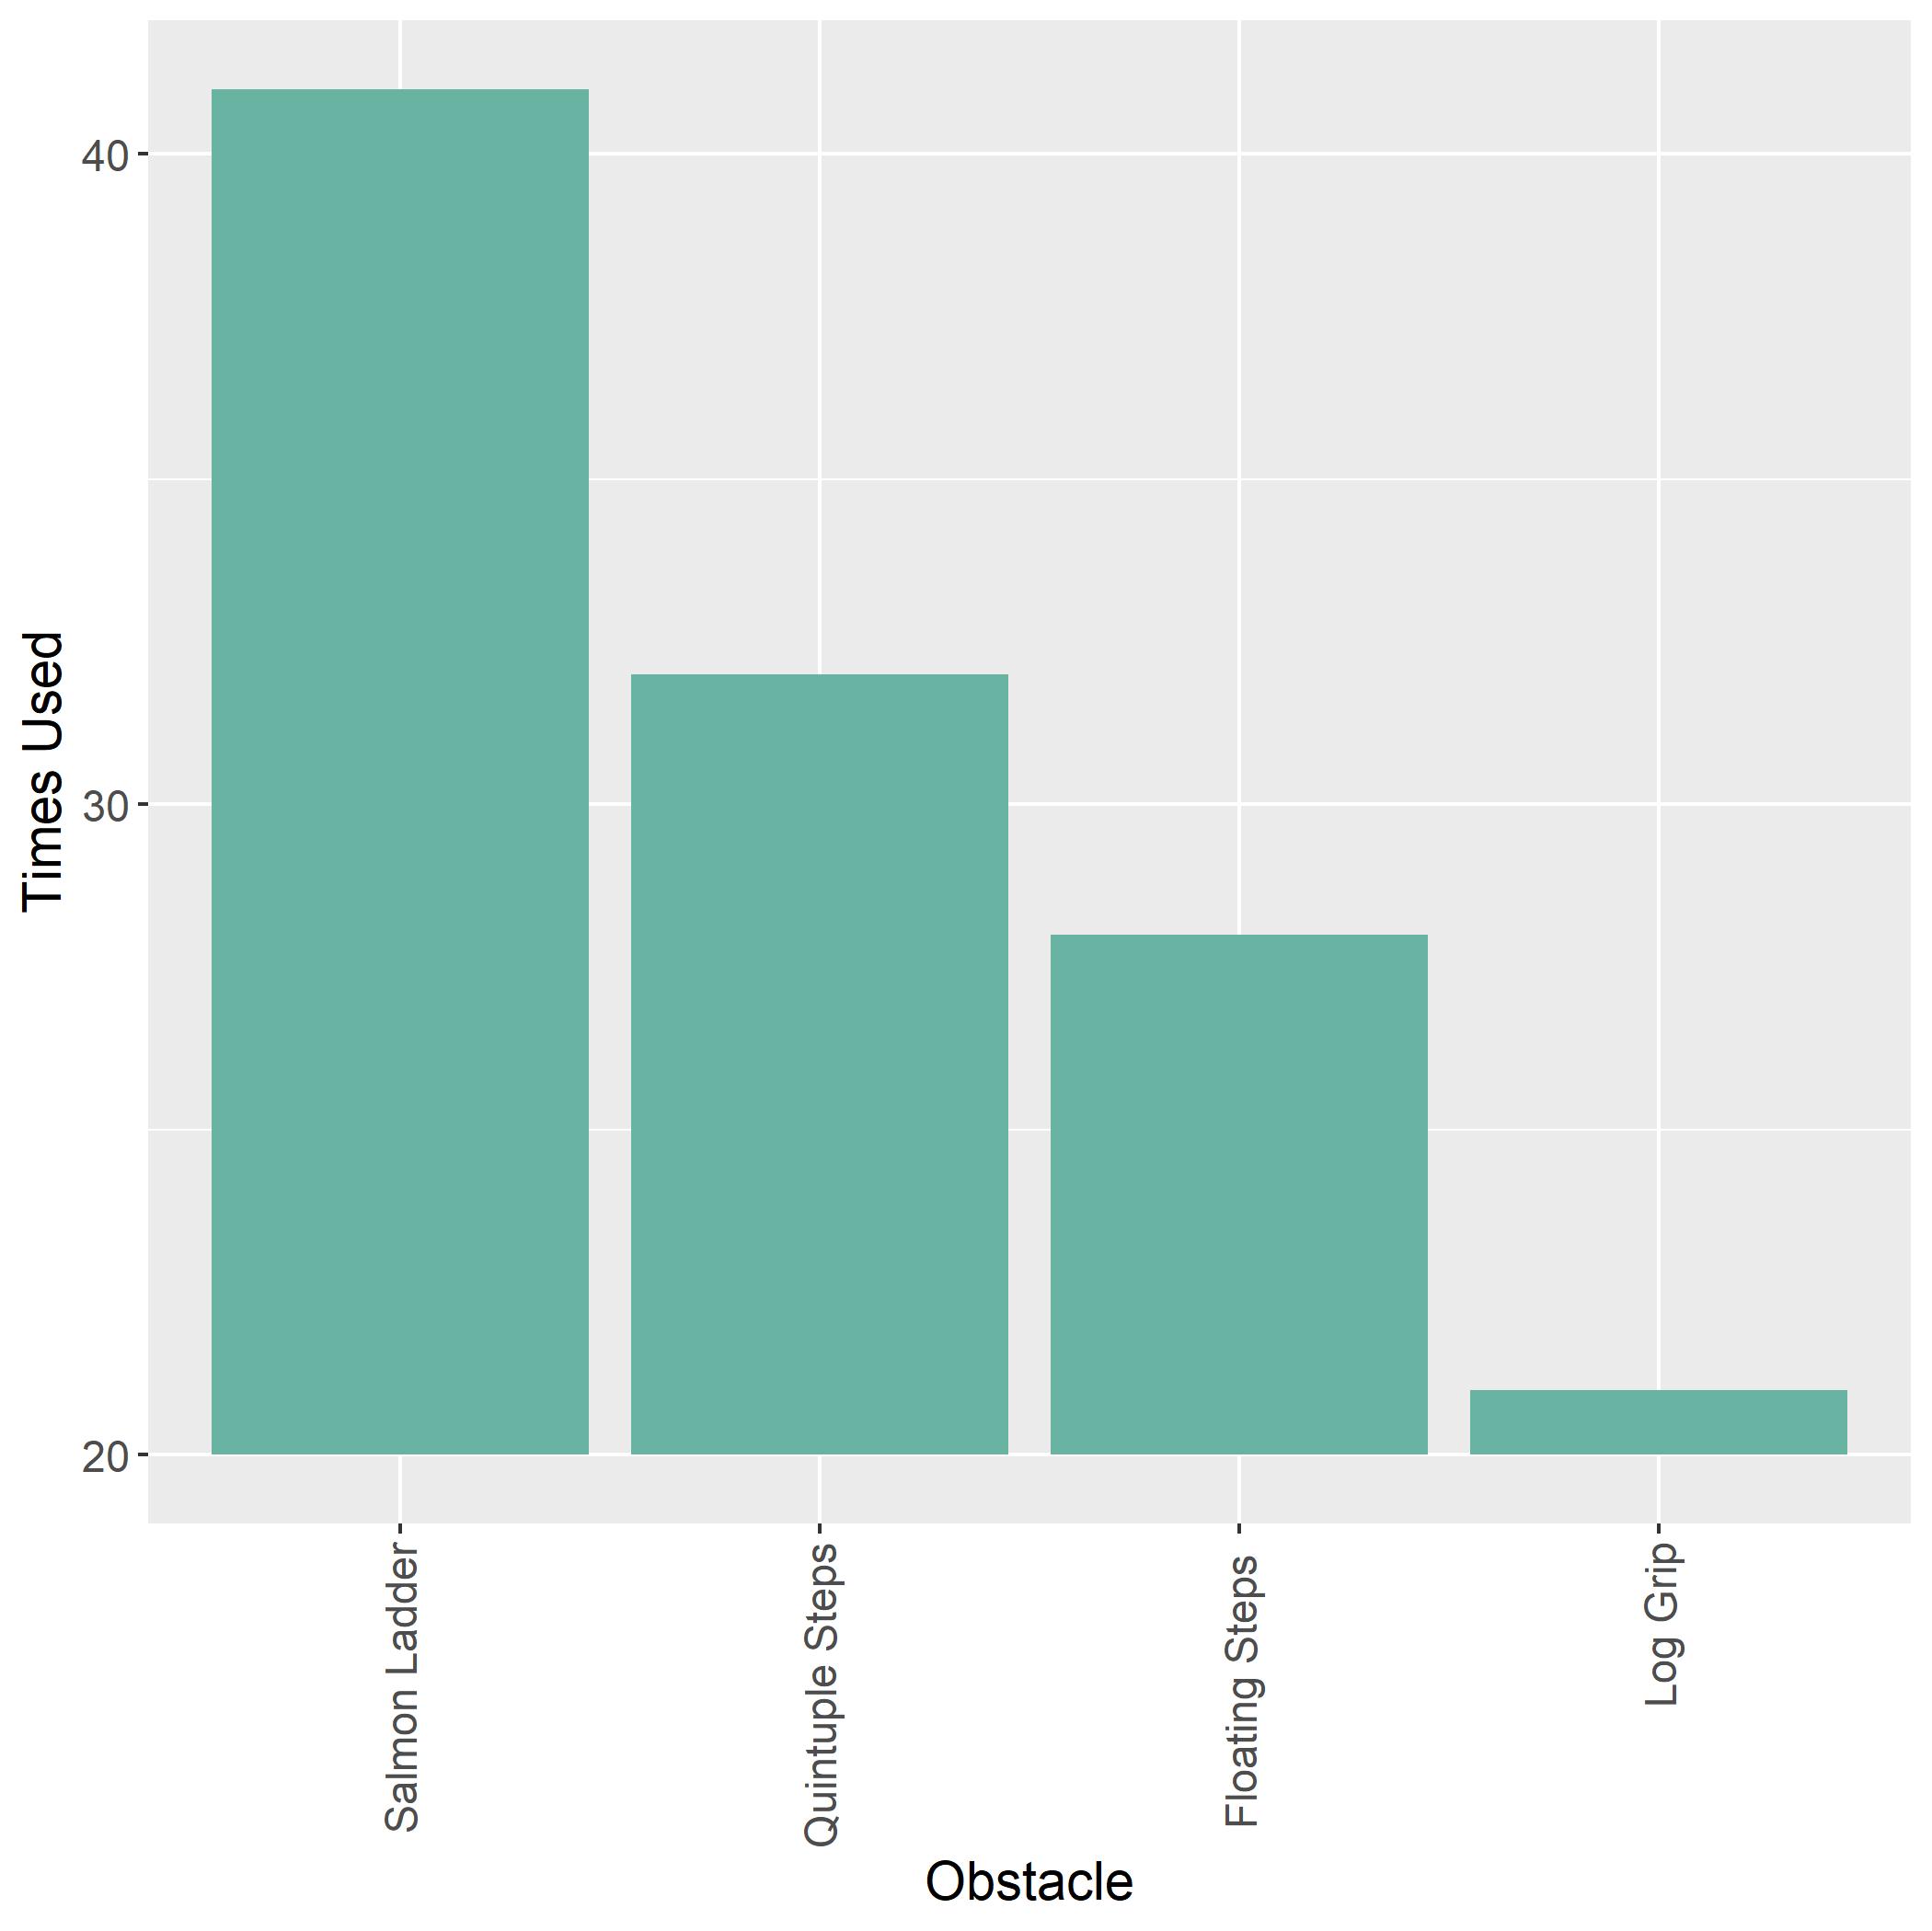 Times Used
40
30
20
Salmon Ladder
Quintuple Steps
Floating Steps
Log Grip
Obstacle